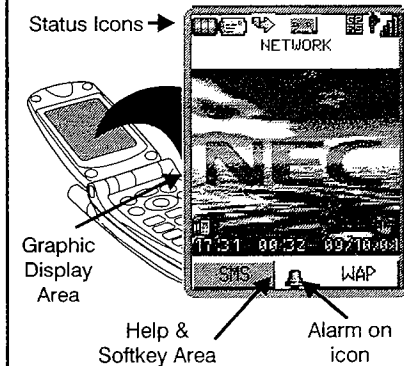 Status Icons
NETWORK
NEC
17:31 00:32 09/10/01
SMS WAP
Graphic
Display
Area
Help &
Softkey Area
Alarm on
icon